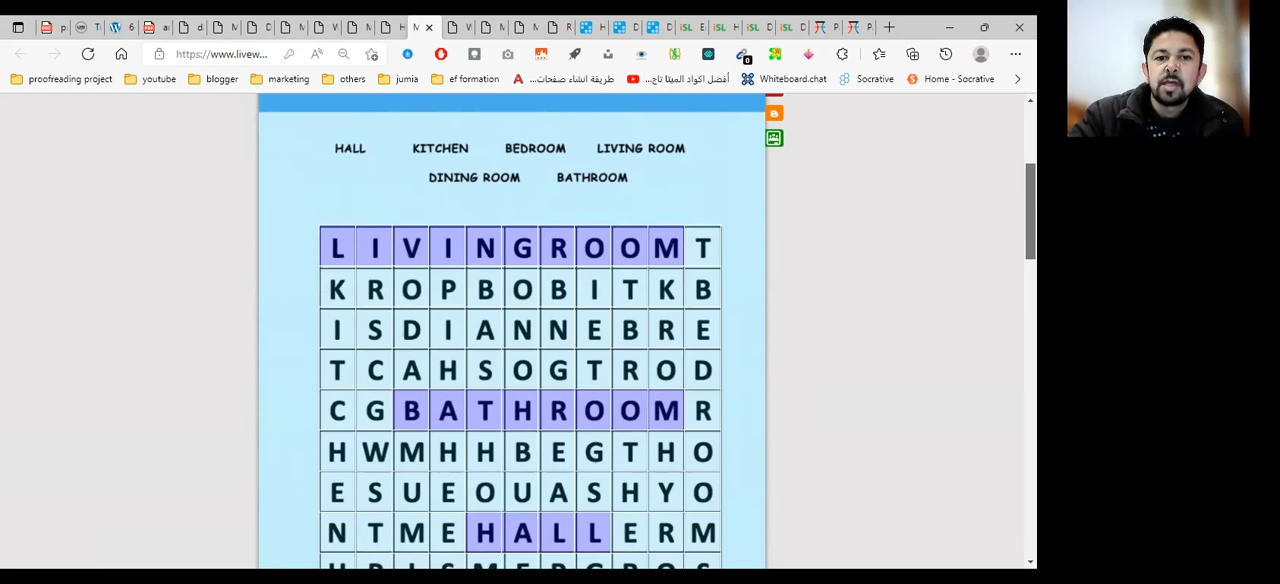 https://www.livew...
proofreading project
youtube
blogger
marketing
others
jumia
ef formation
طريقة انشاء صفحات...
أفضل اكواد الميتا تاج...
Whiteboard.chat
Socrative
Home - Socrative
HALL KITCHEN BEDROOM LIVING ROOM
DINING ROOM BATHROOM
L I V I N G R O O M T
K R O P B O B I T K B
I S D I A N N E B R E
T C A H S O G T R O D
C G B A T H R O O M R
H W M H H B E G T H O
E S U E O U A S H Y O
N T M E H A L L E R M